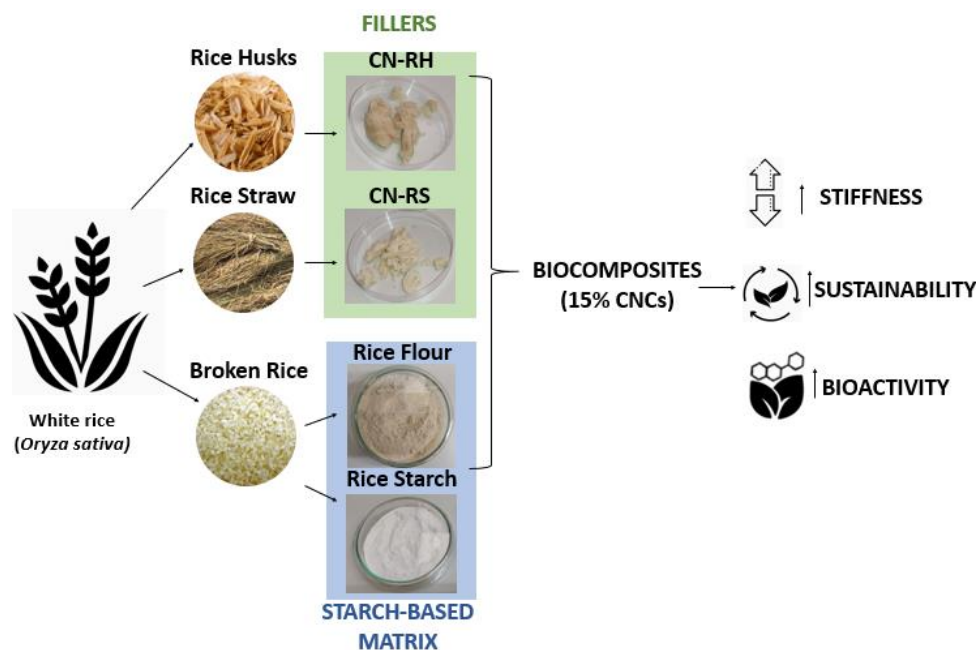 FILLERS
Rice Husks
CN-RH
Rice Straw
CN-RS
White rice
(Oryza sativa)
Broken Rice
Rice Flour
Rice Starch
STARCH-BASED
MATRIX
BIOCOMPOSITES
(15% CNCs)
STIFFNESS
SUSTAINABILITY
BIOACTIVITY